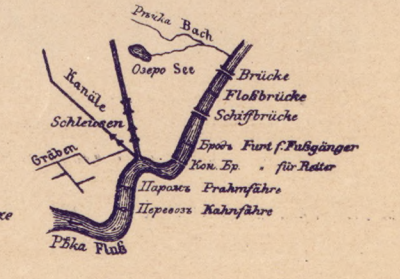 Рѣчка Bach
Озеро See
Kanäle
Schleusen
Gräben
Brücke
Floßbrücke
Schiffbrücke
Бродъ Furt f. Fußgänger
Кон. Бр. „ für Reiter
Паромъ Prahmfähre
Перевозъ Kahnfähre
Рѣка Fluß